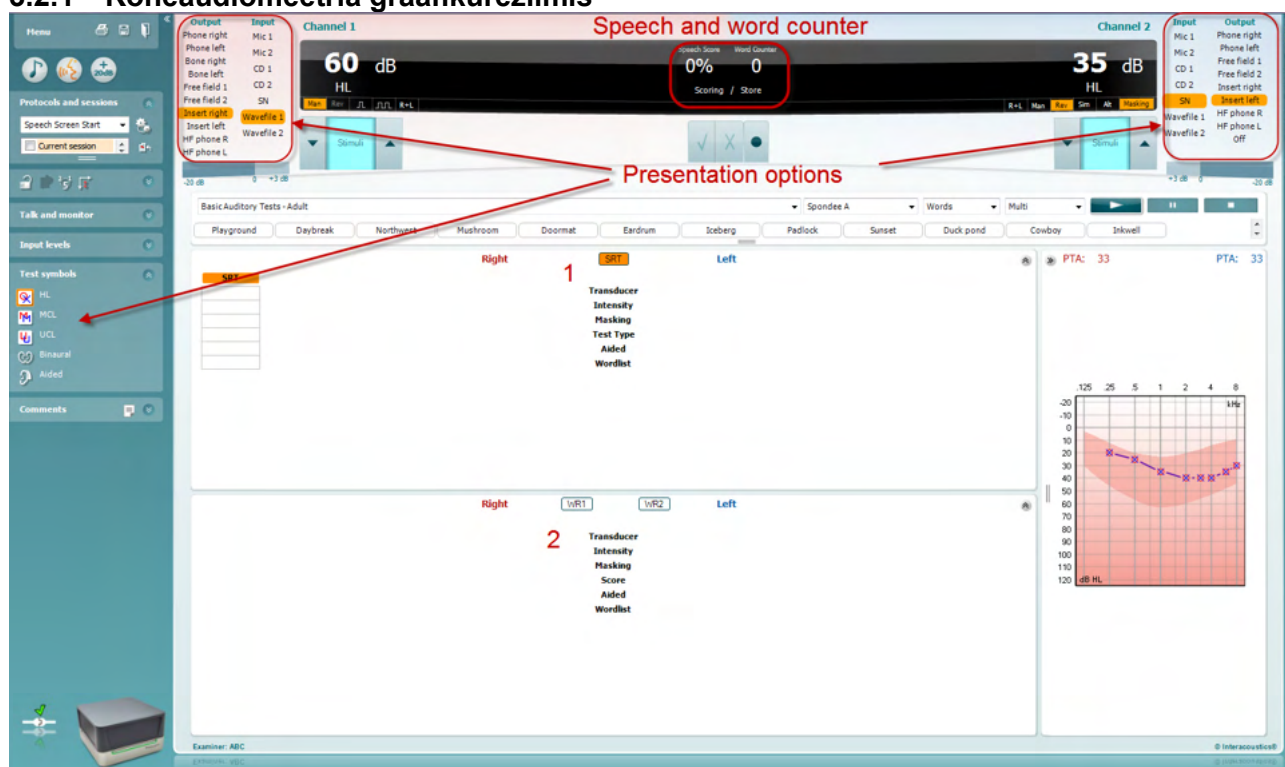 Menu
Output Input
Phone right Mic 1
Phone left Mic 2
Bone right CD 1
Bone left CD 2
Free field 1 SN
Free field 2 Wavefile 1
Insert right Wavefile 2
Insert left
HF phone R
HF phone L
Channel 1
Speech and word counter
Channel 2
Input Output
Mic 1 Phone right
Mic 2 Phone left
CD 1 Free field 1
CD 2 Free field 2
SN Insert right
Wavefile 1 Insert left
Wavefile 2 HF phone R
HF phone L
Off
60 dB
HL
Man Rev R+L
Speech Score Word Counter
0% 0
Scoring / Store
35 dB
HL
R+L Man Rev Sim Alt Masking
Stimuli
Stimuli
-20 dB 0 +3 dB
+3 dB 0 -20 dB
Presentation options
Protocols and sessions
Speech Screen Start
Current session
Talk and monitor
Input levels
Test symbols
HL
MCL
UCL
Binaural
Aided
Comments
Basic Auditory Tests - Adult Spondee A Words Multi
Playground Daybreak Northwest Mushroom Doormat Eardrum Iceberg Padlock Sunset Duck pond Cowboy Inkwell
Right SRT Left
SRT
1
Transducer
Intensity
Masking
Test Type
Aided
Wordlist
PTA: 33 PTA: 33
.125 .25 .5 1 2 4 8
kHz
-20
-10
0
10
20
30
40
50
60
70
80
90
100
110
120 dB HL
Right WR1 WR2 Left
2
Transducer
Intensity
Masking
Score
Aided
Wordlist
Examiner: ABC
© Interacoustics®